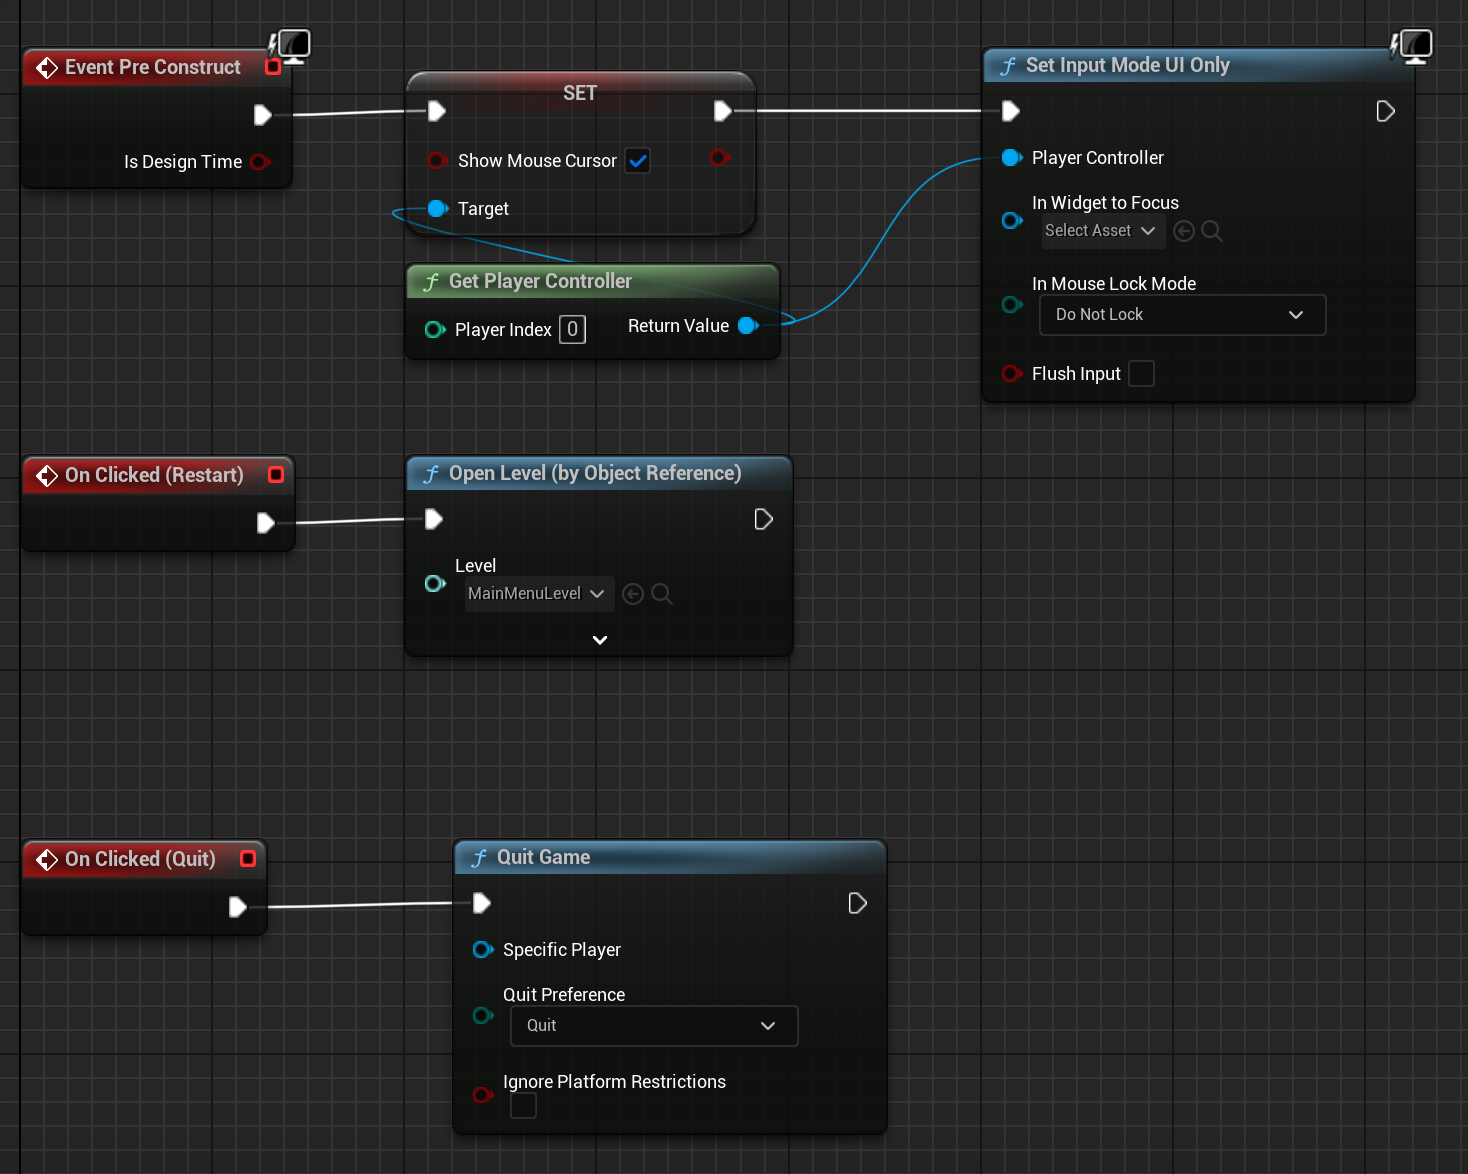 Event Pre Construct
Is Design Time
SET
Show Mouse Cursor
Target
Get Player Controller
Player Index 0
Return Value
Set Input Mode UI Only
Player Controller
In Widget to Focus
Select Asset
In Mouse Lock Mode
Do Not Lock
Flush Input
On Clicked (Restart)
Open Level (by Object Reference)
Level
MainMenuLevel
On Clicked (Quit)
Quit Game
Specific Player
Quit Preference
Quit
Ignore Platform Restrictions